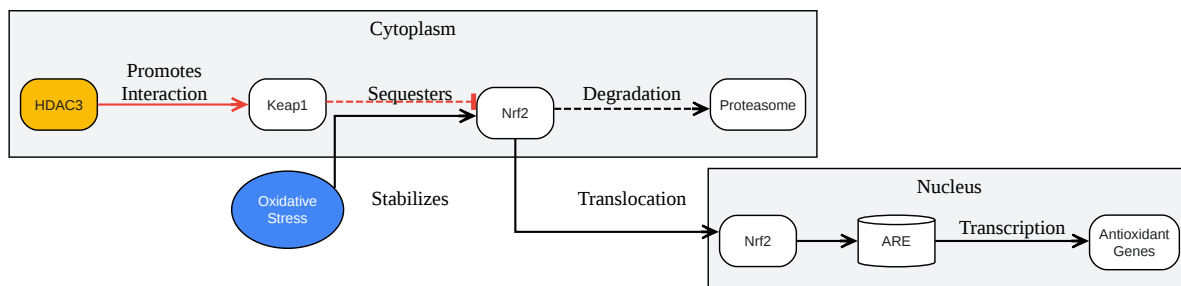 Cytoplasm
Promotes
Interaction
HDAC3
Keap1
Sequesters
Nrf2
Degradation
Proteasome
Oxidative
Stress
Stabilizes
Translocation
Nucleus
Nrf2
ARE
Transcription
Antioxidant
Genes